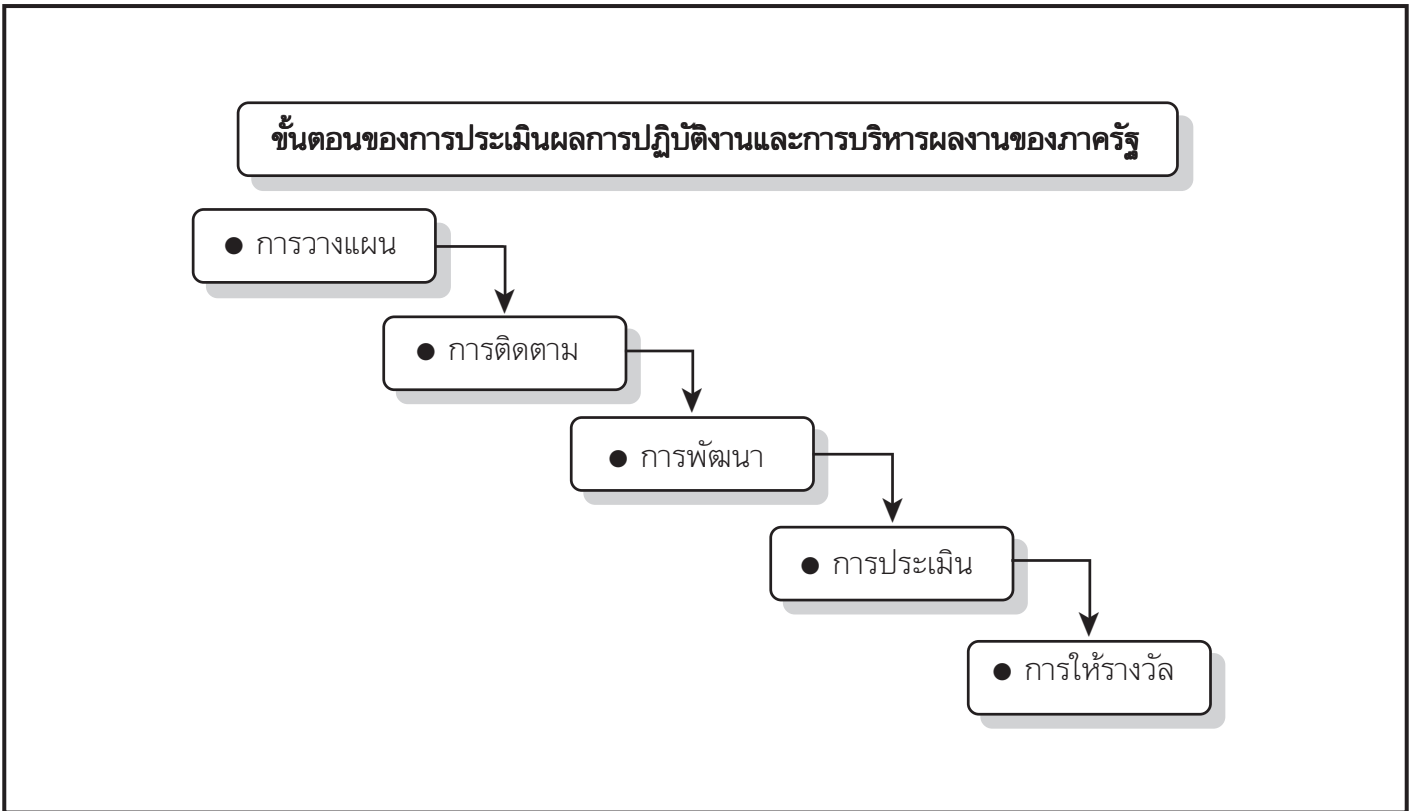 ขั้นตอนของการประเมินผลการปฏิบัติงานและการบริหารผลงานของภาครัฐ
● การวางแผน
● การติดตาม
● การพัฒนา
● การประเมิน
● การให้รางวัล